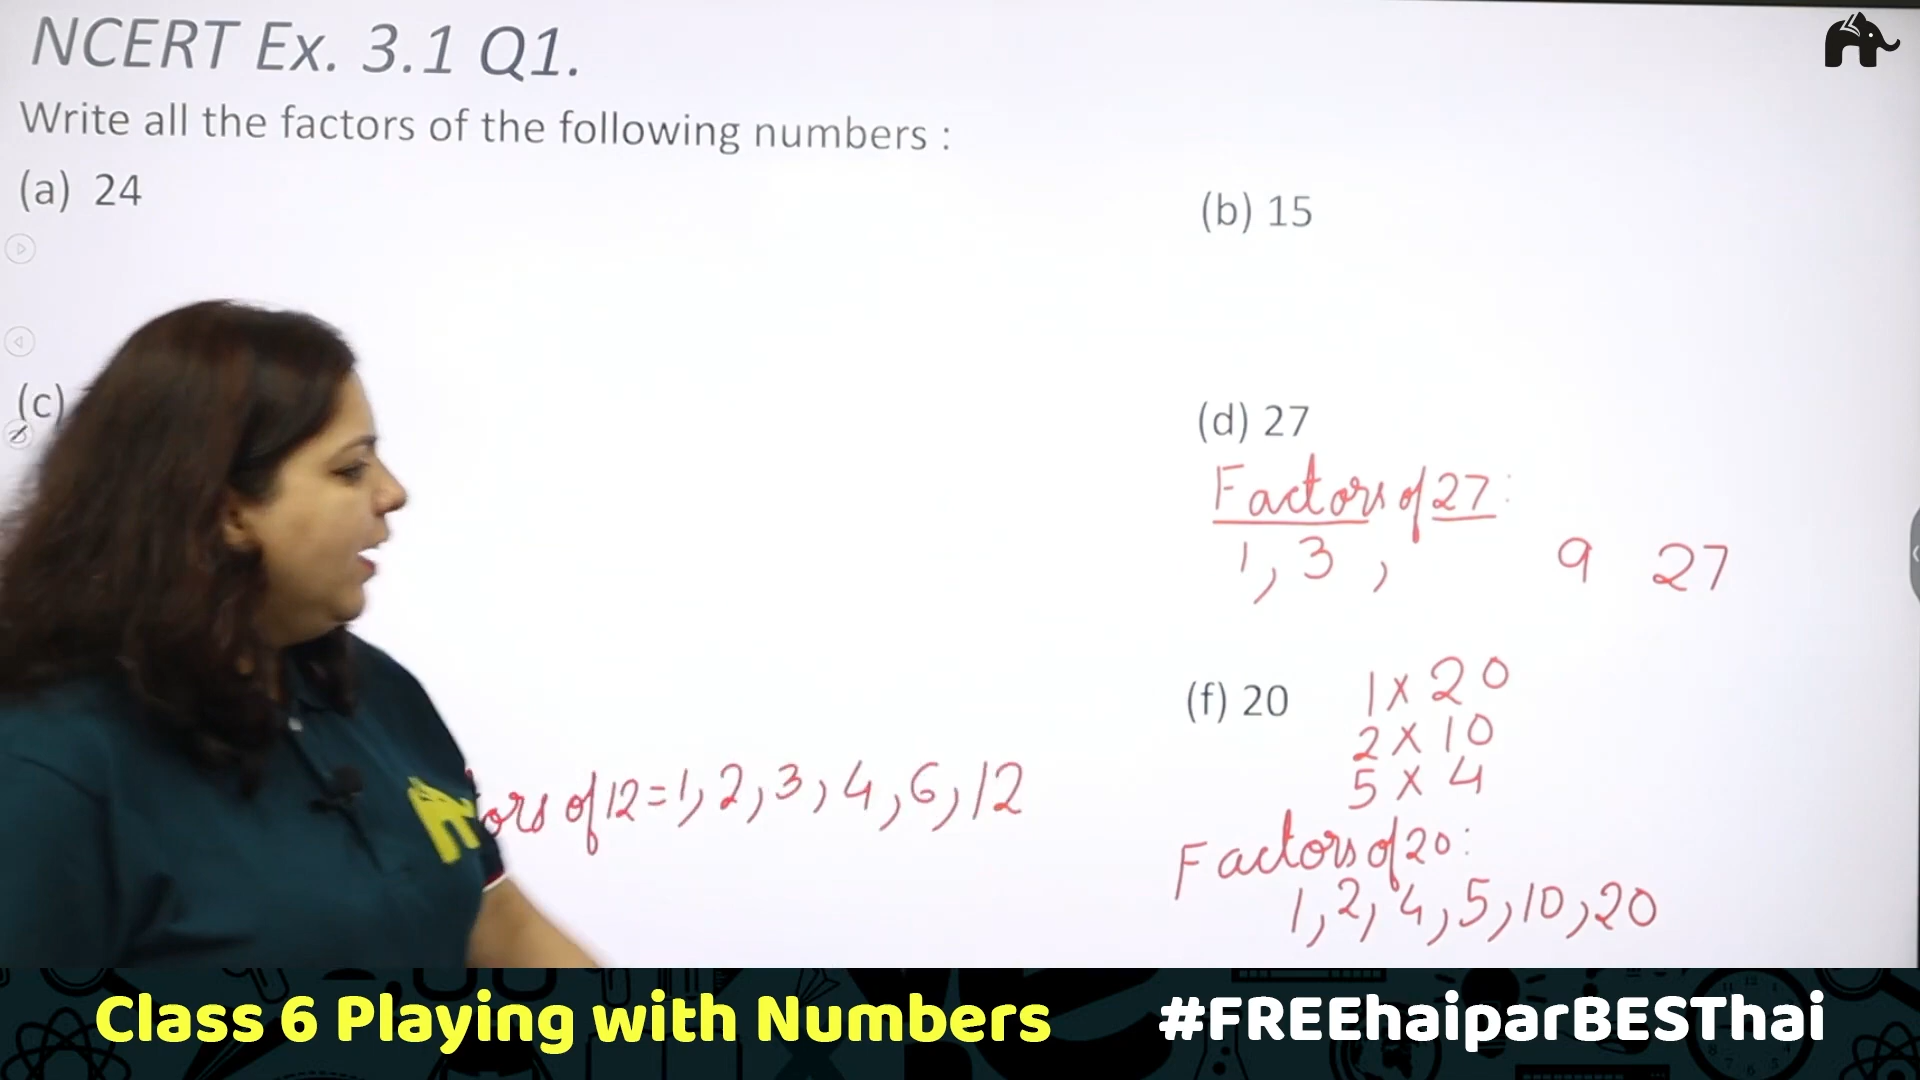 NCERT Ex. 3.1 Q1.
Write all the factors of the following numbers :
(a) 24
(b) 15
(c)
(d) 27
Factors of 27:
1, 3 , 9 27
(f) 20
1 x 20
2 x 10
5 x 4
ors of 12 = 1, 2, 3, 4, 6, 12
Factors of 20:
1, 2, 4, 5, 10, 20
Class 6 Playing with Numbers
#FREEhaiparBESThai